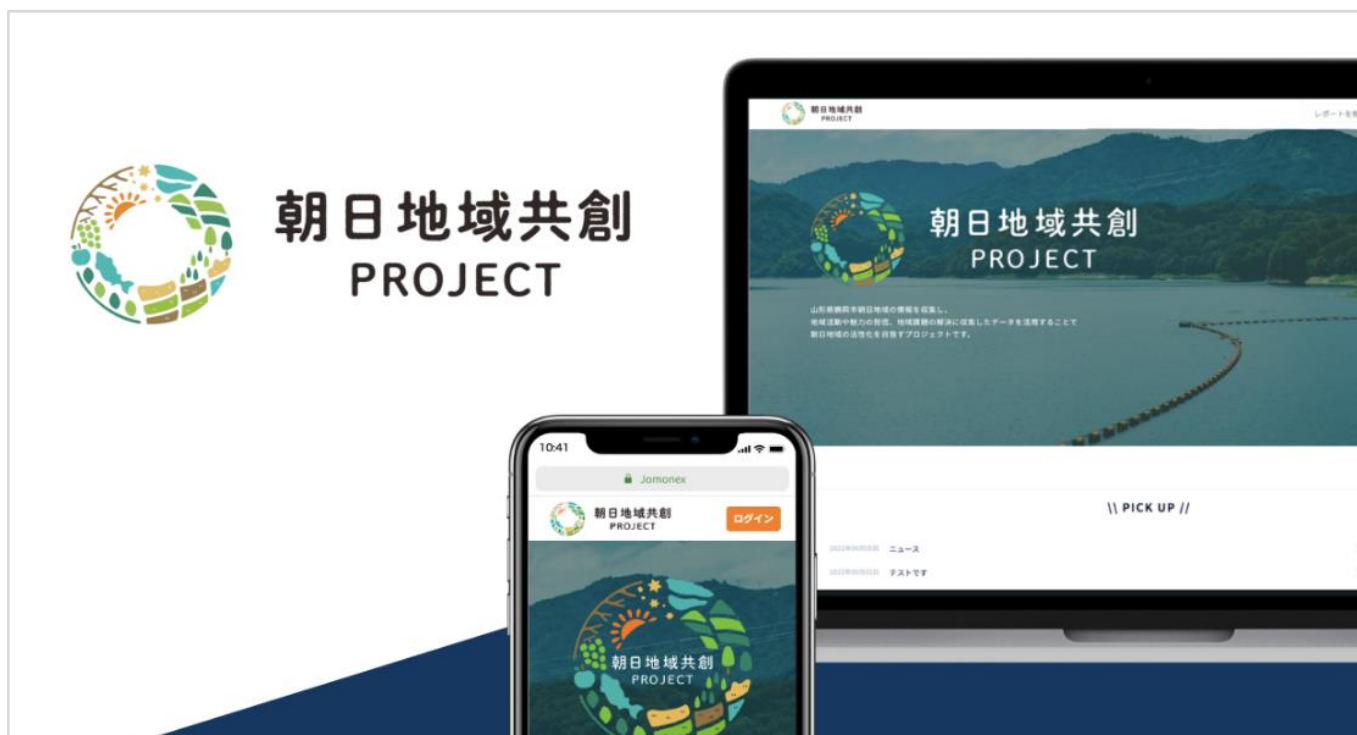 朝日地域共創
PROJECT
朝日地域共創
PROJECT
レポートを
朝日地域共創
PROJECT
山形県鶴岡市朝日地域の情報を収集し、
地域活動や魅力の発信、地域課題の解決に収集したデータを活用することで
朝日地域の活性化を目指すプロジェクトです。
\\ PICK UP //
ニュース
テストです
10:41
Jomonex
朝日地域共創
PROJECT
ログイン
朝日地域共創
PROJECT